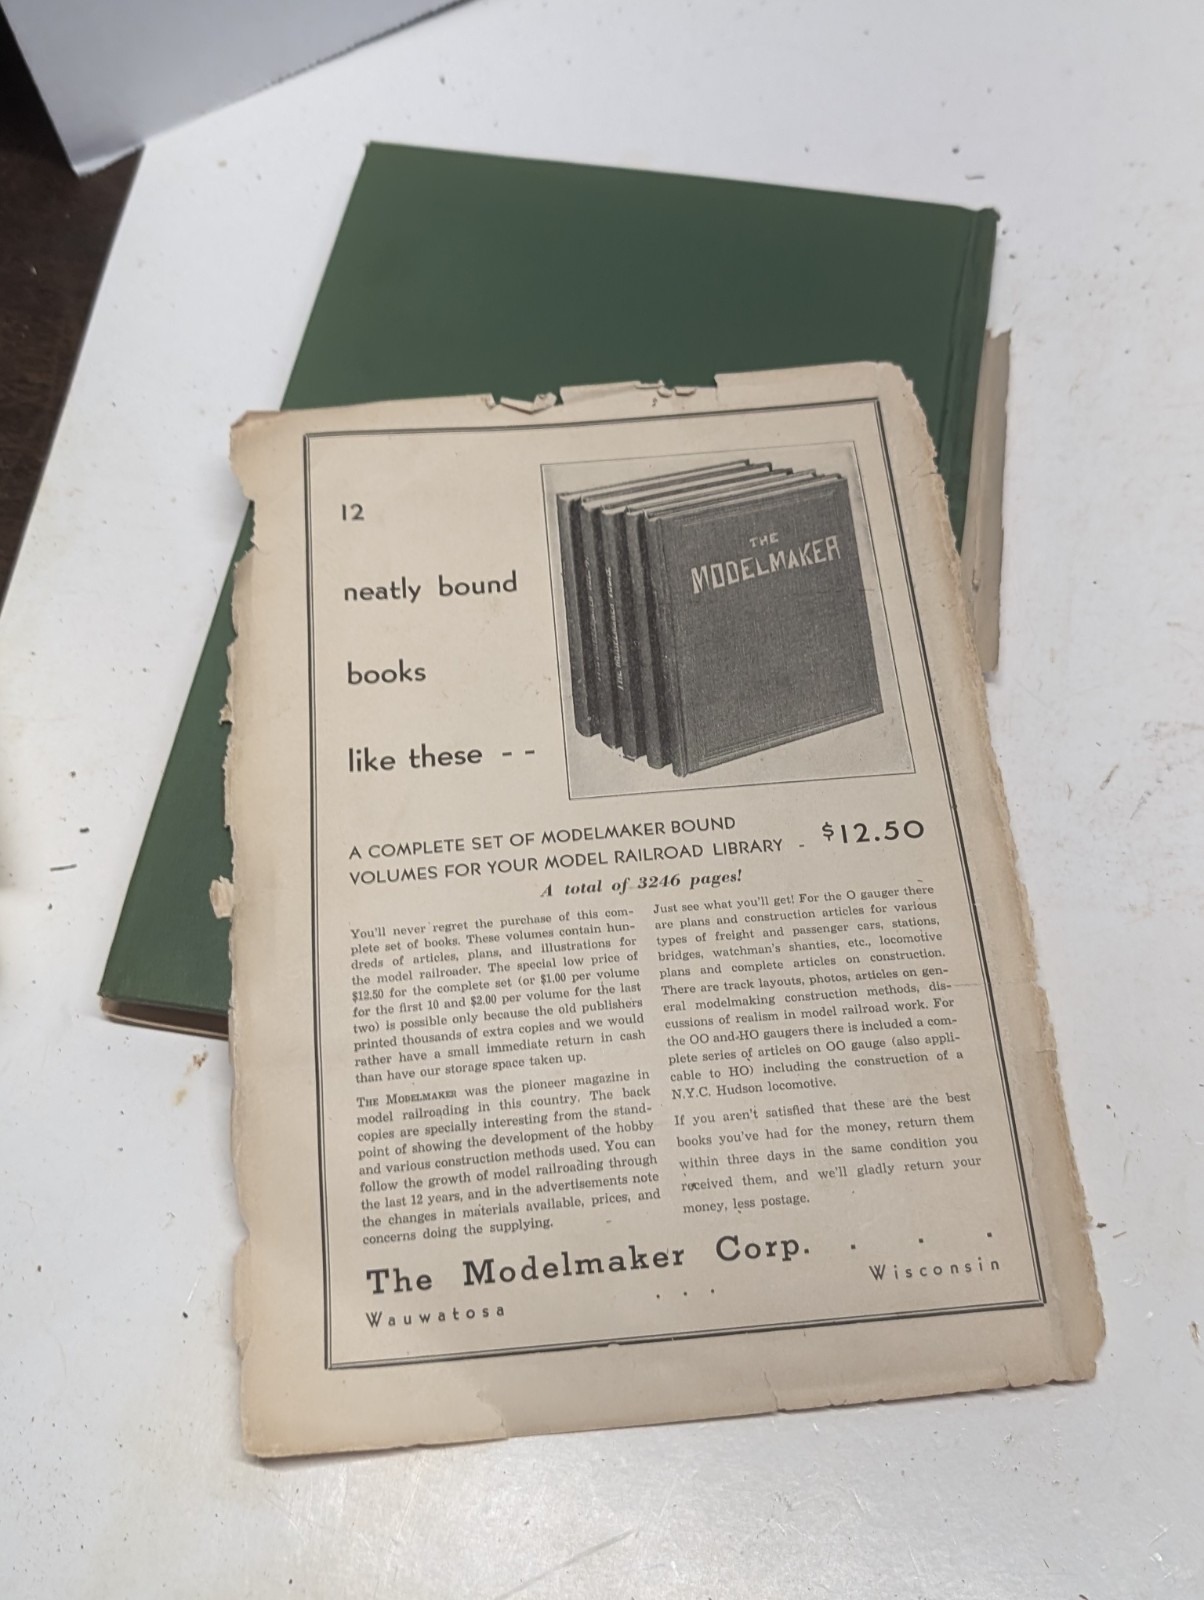 12
neatly bound
books
like these - -
THE
MODELMAKER
A COMPLETE SET OF MODELMAKER BOUND
VOLUMES FOR YOUR MODEL RAILROAD LIBRARY - $12.50
A total of 3246 pages!
You'll never regret the purchase of this com-
plete set of books. These volumes contain hun-
dreds of articles, plans, and illustrations for
the model railroader. The special low price of
$12.50 for the complete set (or $1.00 per volume
for the first 10 and $2.00 per volume for the last
two) is possible only because the old publishers
printed thousands of extra copies and we would
rather have a small immediate return in cash
than have our storage space taken up.
THE MODELMAKER was the pioneer magazine in
model railroading in this country. The back
copies are specially interesting from the stand-
point of showing the development of the hobby
and various construction methods used. You can
follow the growth of model railroading through
the last 12 years, and in the advertisements note
the changes in materials available, prices, and
concerns doing the supplying.
Just see what you'll get! For the O gauger there
are plans and construction articles for various
types of freight and passenger cars, stations,
bridges, watchman's shanties, etc., locomotive
plans and complete articles on construction.
There are track layouts, photos, articles on gen-
eral modelmaking construction methods, dis-
cussions of realism in model railroad work. For
the OO and HO gaugers there is included a com-
plete series of articles on OO gauge (also appli-
cable to HO) including the construction of a
N.Y.C. Hudson locomotive.
If you aren't satisfied that these are the best
books you've had for the money, return them
within three days in the same condition you
received them, and we'll gladly return your
money, less postage.
The Modelmaker Corp. . . .
Wauwatosa . . . Wisconsin